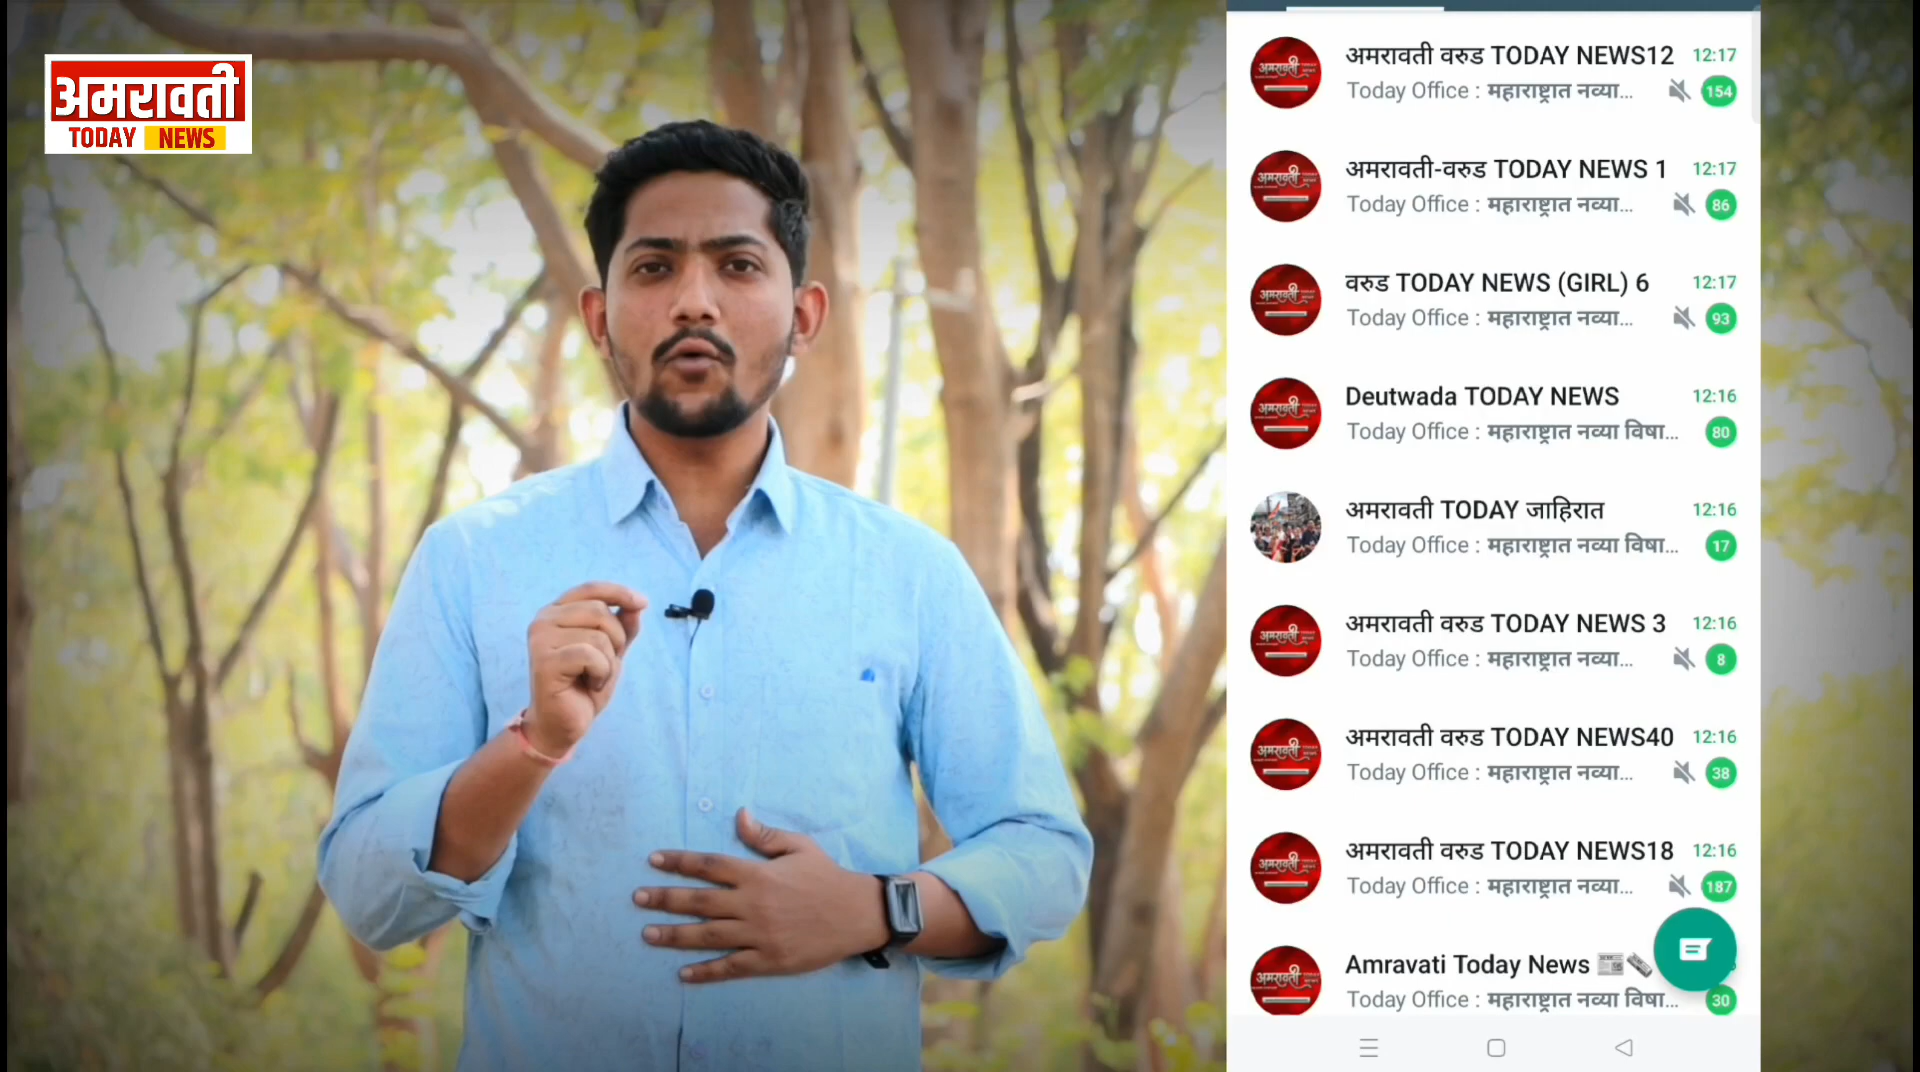 अमरावती
TODAY NEWS
अमरावती वरुड TODAY NEWS12 12:17
Today Office : महाराष्ट्रात नव्या... 154
अमरावती-वरुड TODAY NEWS 1 12:17
Today Office : महाराष्ट्रात नव्या... 86
वरुड TODAY NEWS (GIRL) 6 12:17
Today Office : महाराष्ट्रात नव्या... 93
Deutwada TODAY NEWS 12:16
Today Office : महाराष्ट्रात नव्या विषा... 80
अमरावती TODAY जाहिरात 12:16
Today Office : महाराष्ट्रात नव्या विषा... 17
अमरावती वरुड TODAY NEWS 3 12:16
Today Office : महाराष्ट्रात नव्या... 8
अमरावती वरुड TODAY NEWS40 12:16
Today Office : महाराष्ट्रात नव्या... 38
अमरावती वरुड TODAY NEWS18 12:16
Today Office : महाराष्ट्रात नव्या... 187
Amravati Today News
Today Office : महाराष्ट्रात नव्या विषा... 30